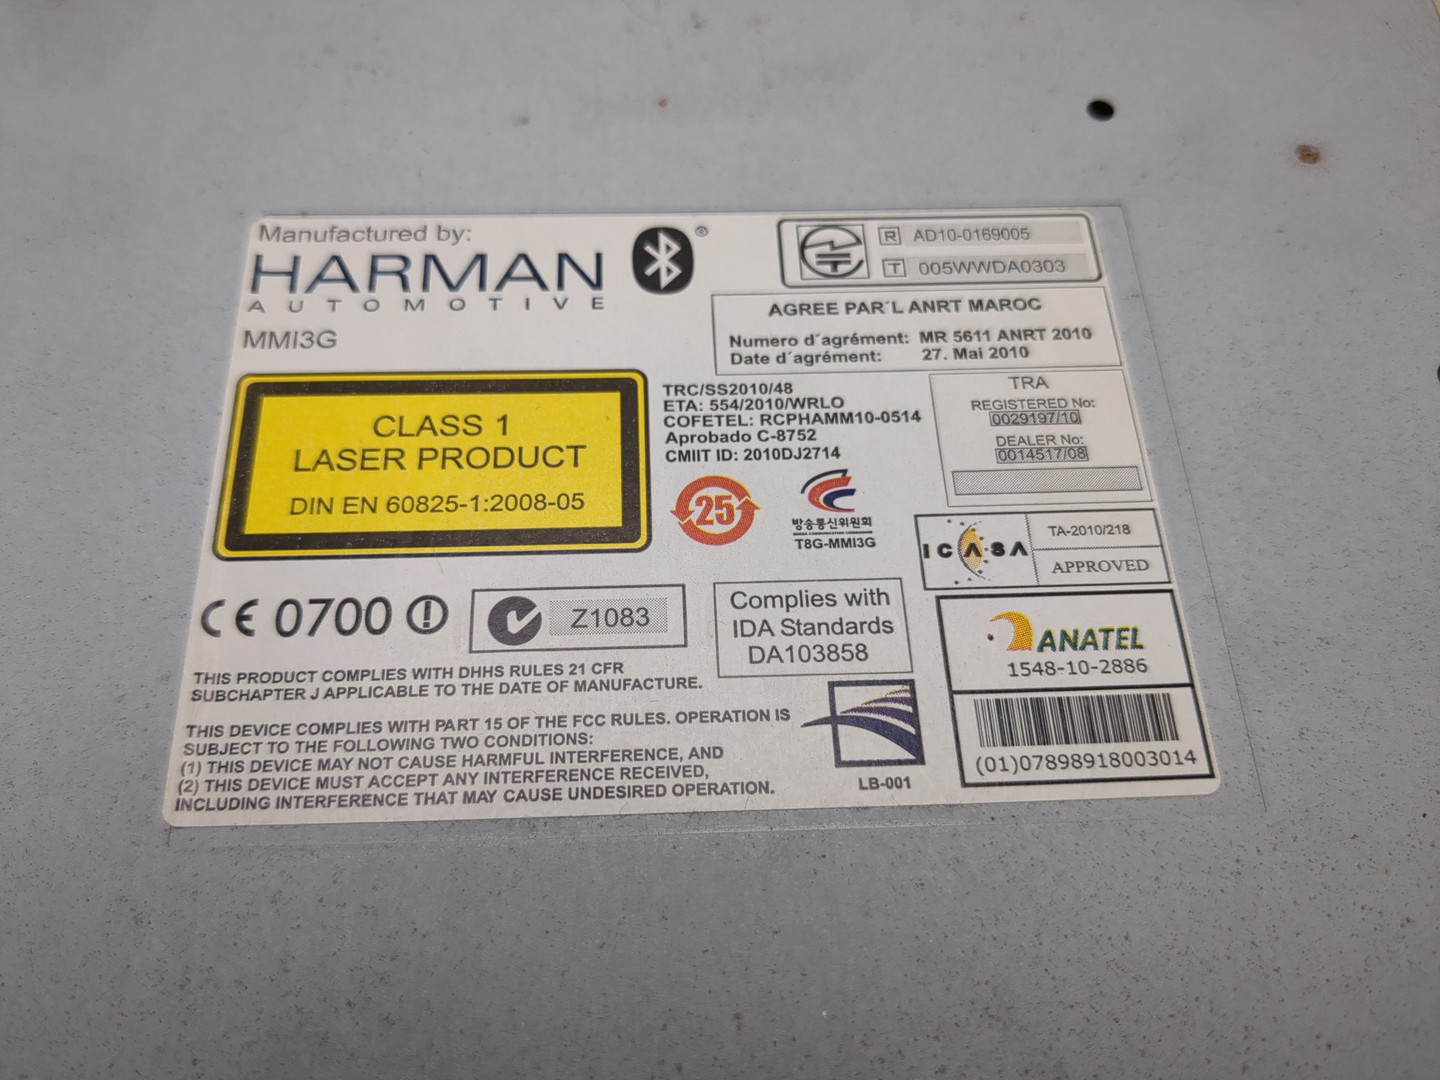 Manufactured by:
HARMAN
AUTOMOTIVE
®
MMI3G
R AD10-0169005
T 005WWDA0303
AGREE PAR´L ANRT MAROC
Numero d´agrément: MR 5611 ANRT 2010
Date d´agrément: 27. Mai 2010
CLASS 1
LASER PRODUCT
DIN EN 60825-1:2008-05
TRC/SS2010/48
ETA: 554/2010/WRLO
COFETEL: RCPHAMM10-0514
Aprobado C-8752
CMIIT ID: 2010DJ2714
TRA
REGISTERED No:
0029197/10
DEALER No:
0014517/08
25
방송통신위원회
T8G-MMI3G
ICASA
TA-2010/218
APPROVED
CE 0700
Z1083
Complies with
IDA Standards
DA103858
ANATEL
1548-10-2886
(01)07898918003014
THIS PRODUCT COMPLIES WITH DHHS RULES 21 CFR
SUBCHAPTER J APPLICABLE TO THE DATE OF MANUFACTURE.
THIS DEVICE COMPLIES WITH PART 15 OF THE FCC RULES. OPERATION IS
SUBJECT TO THE FOLLOWING TWO CONDITIONS:
(1) THIS DEVICE MAY NOT CAUSE HARMFUL INTERFERENCE, AND
(2) THIS DEVICE MUST ACCEPT ANY INTERFERENCE RECEIVED,
INCLUDING INTERFERENCE THAT MAY CAUSE UNDESIRED OPERATION.
LB-001